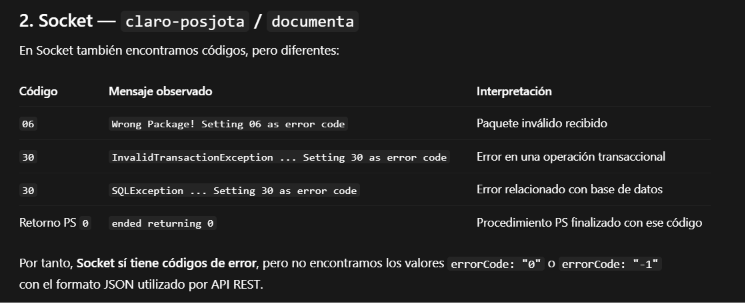 2. Socket — claro-posjota / documenta
En Socket también encontramos códigos, pero diferentes:
Código Mensaje observado Interpretación
06 Wrong Package! Setting 06 as error code Paquete inválido recibido
30 InvalidTransactionException ... Setting 30 as error code Error en una operación transaccional
30 SQLException ... Setting 30 as error code Error relacionado con base de datos
Retorno PS 0 ended returning 0 Procedimiento PS finalizado con ese código
Por tanto, Socket sí tiene códigos de error, pero no encontramos los valores errorCode: "0" o errorCode: "-1"
con el formato JSON utilizado por API REST.